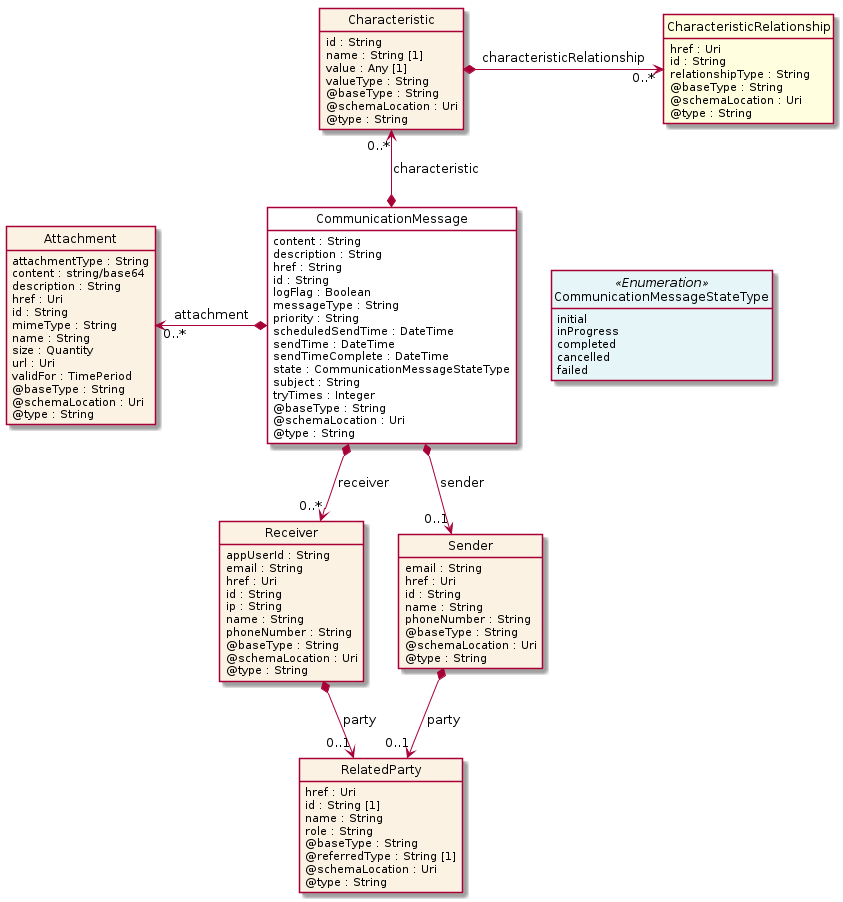 Characteristic
id : String
name : String [1]
value : Any [1]
valueType : String
@baseType : String
@schemaLocation : Uri
@type : String
characteristicRelationship
0..*
CharacteristicRelationship
href : Uri
id : String
relationshipType : String
@baseType : String
@schemaLocation : Uri
@type : String
0..*
characteristic
Attachment
attachmentType : String
content : string/base64
description : String
href : Uri
id : String
mimeType : String
name : String
size : Quantity
url : Uri
validFor : TimePeriod
@baseType : String
@schemaLocation : Uri
@type : String
attachment
0..*
CommunicationMessage
content : String
description : String
href : String
id : String
logFlag : Boolean
messageType : String
priority : String
scheduledSendTime : DateTime
sendTime : DateTime
sendTimeComplete : DateTime
state : CommunicationMessageStateType
subject : String
tryTimes : Integer
@baseType : String
@schemaLocation : Uri
@type : String
«Enumeration»
CommunicationMessageStateType
initial
inProgress
completed
cancelled
failed
receiver
0..*
sender
0..1
Receiver
appUserId : String
email : String
href : Uri
id : String
ip : String
name : String
phoneNumber : String
@baseType : String
@schemaLocation : Uri
@type : String
Sender
email : String
href : Uri
id : String
name : String
phoneNumber : String
@baseType : String
@schemaLocation : Uri
@type : String
party
0..1
party
0..1
RelatedParty
href : Uri
id : String [1]
name : String
role : String
@baseType : String
@referredType : String [1]
@schemaLocation : Uri
@type : String